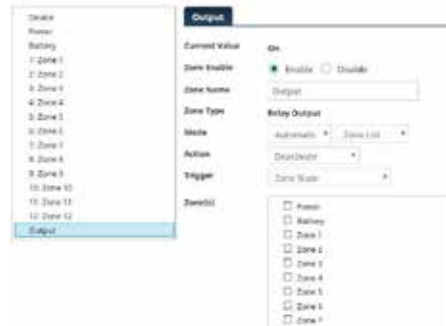 Device
Power
Battery
1: Zone 1
2: Zone 2
3: Zone 3
4: Zone 4
5: Zone 5
6: Zone 6
7: Zone 7
8: Zone 8
9: Zone 9
10: Zone 10
11: Zone 11
12: Zone 12
Output
Output
Current Value On
Zone Enable Enable Disable
Zone Name Output
Zone Type Relay Output
Mode Automatic Zone List
Action Deactivate
Trigger Zone State
Zone(s)
Power
Battery
Zone 1
Zone 2
Zone 3
Zone 4
Zone 5
Zone 6
Zone 7